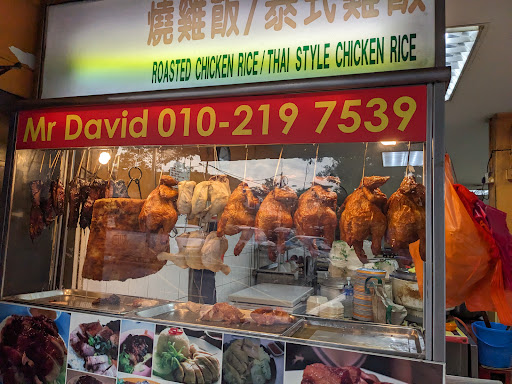 燒雞飯/泰式雞飯
ROASTED CHICKEN RICE/THAI STYLE CHICKEN RICE
Mr David 010-219 7539